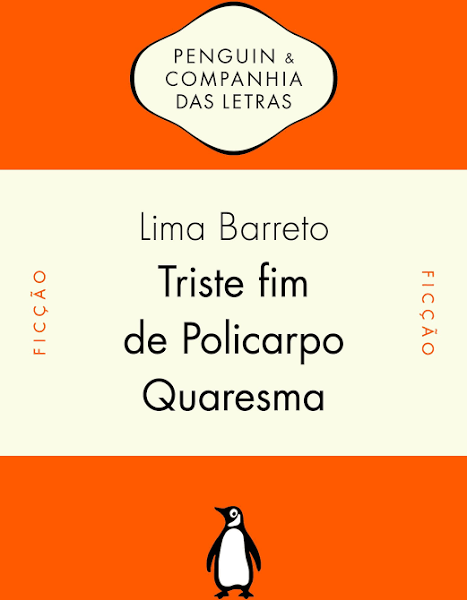 PENGUIN &
COMPANHIA
DAS LETRAS
Lima Barreto
Triste fim
de Policarpo
Quaresma
FICÇÃO
FICÇÃO